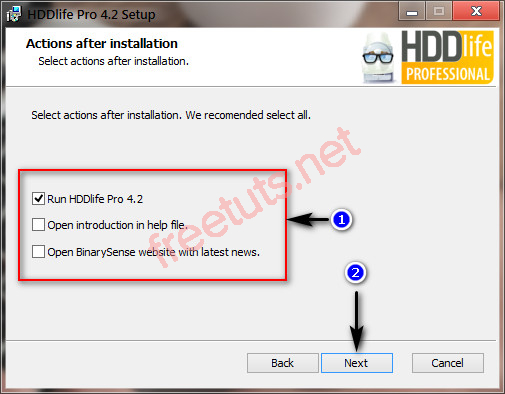 HDDlife Pro 4.2 Setup
Actions after installation
Select actions after installation.
HDDlife
PROFESSIONAL
Select actions after installation. We recomended select all.
Run HDDlife Pro 4.2
Open introduction in help file.
Open BinarySense website with latest news.
1
2
freetuts.net
Back
Next
Cancel